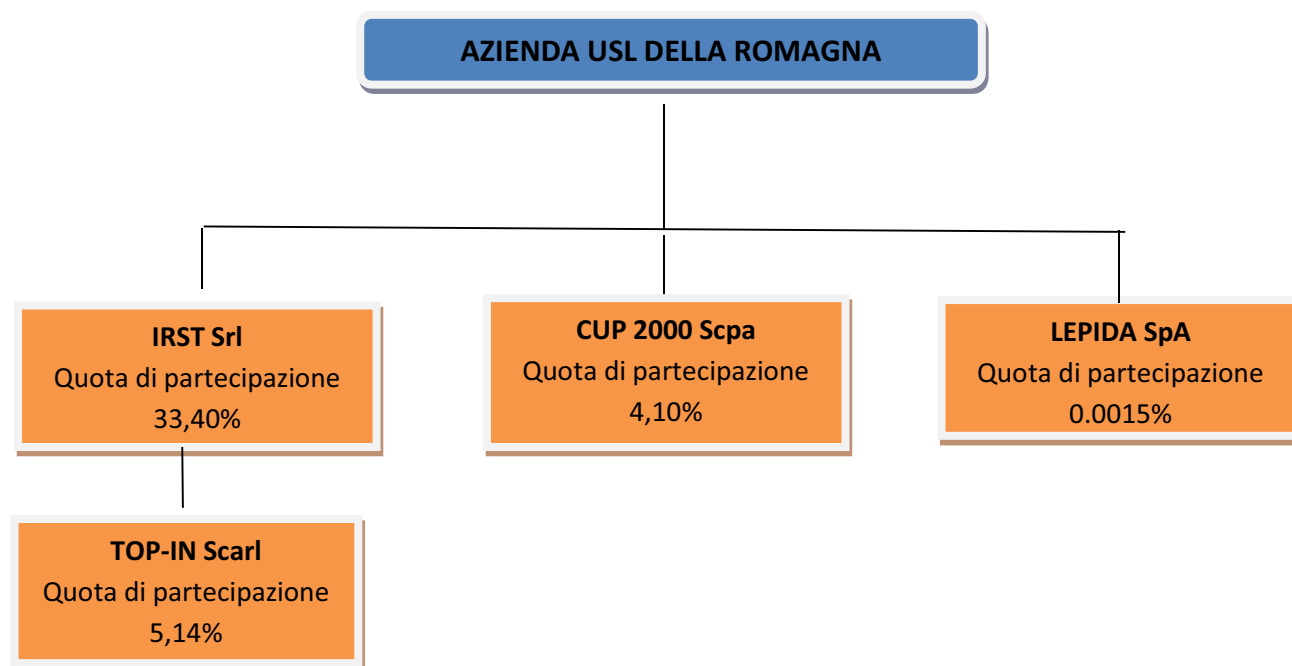 AZIENDA USL DELLA ROMAGNA
IRST Srl
Quota di partecipazione
33,40%
CUP 2000 Scpa
Quota di partecipazione
4,10%
LEPIDA SpA
Quota di partecipazione
0.0015%
TOP-IN Scarl
Quota di partecipazione
5,14%